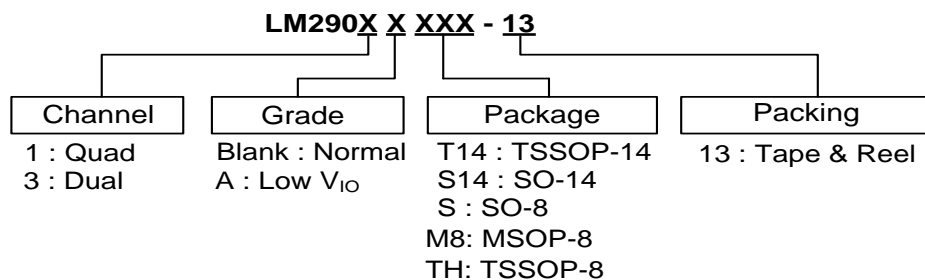 LM290X X XXX - 13
Channel
1 : Quad
3 : Dual
Grade
Blank : Normal
A : Low VIO
Package
T14 : TSSOP-14
S14 : SO-14
S : SO-8
M8: MSOP-8
TH: TSSOP-8
Packing
13 : Tape & Reel